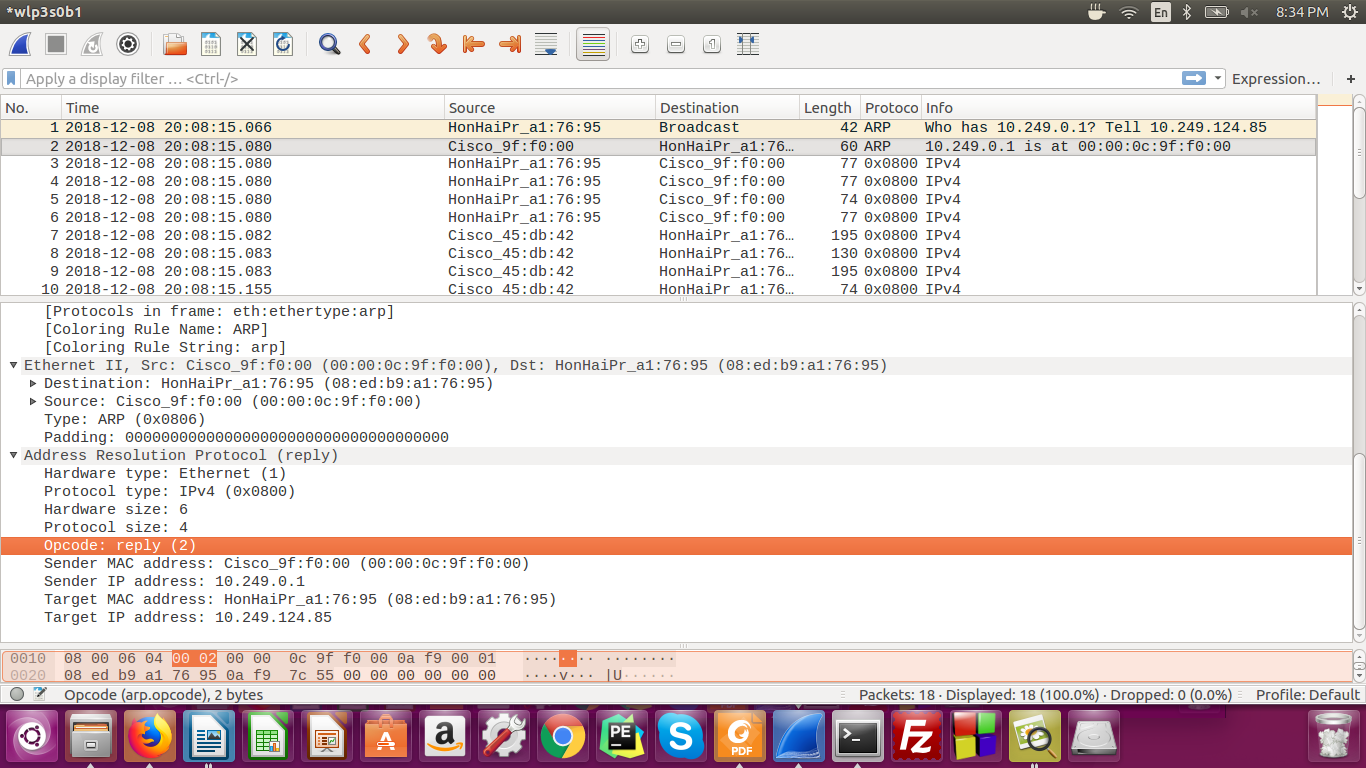 *wlp3s0b1 En 8:34 PM
Apply a display filter … <Ctrl-/> Expression… +
No. Time Source Destination Length Protoco Info
1 2018-12-08 20:08:15.066 HonHaiPr_a1:76:95 Broadcast 42 ARP Who has 10.249.0.1? Tell 10.249.124.85
2 2018-12-08 20:08:15.080 Cisco_9f:f0:00 HonHaiPr_a1:76… 60 ARP 10.249.0.1 is at 00:00:0c:9f:f0:00
3 2018-12-08 20:08:15.080 HonHaiPr_a1:76:95 Cisco_9f:f0:00 77 0x0800 IPv4
4 2018-12-08 20:08:15.080 HonHaiPr_a1:76:95 Cisco_9f:f0:00 77 0x0800 IPv4
5 2018-12-08 20:08:15.080 HonHaiPr_a1:76:95 Cisco_9f:f0:00 74 0x0800 IPv4
6 2018-12-08 20:08:15.080 HonHaiPr_a1:76:95 Cisco_9f:f0:00 77 0x0800 IPv4
7 2018-12-08 20:08:15.082 Cisco_45:db:42 HonHaiPr_a1:76… 195 0x0800 IPv4
8 2018-12-08 20:08:15.083 Cisco_45:db:42 HonHaiPr_a1:76… 130 0x0800 IPv4
9 2018-12-08 20:08:15.083 Cisco_45:db:42 HonHaiPr_a1:76… 195 0x0800 IPv4
10 2018-12-08 20:08:15.155 Cisco_45:db:42 HonHaiPr_a1:76… 74 0x0800 IPv4
[Protocols in frame: eth:ethertype:arp]
[Coloring Rule Name: ARP]
[Coloring Rule String: arp]
Ethernet II, Src: Cisco_9f:f0:00 (00:00:0c:9f:f0:00), Dst: HonHaiPr_a1:76:95 (08:ed:b9:a1:76:95)
Destination: HonHaiPr_a1:76:95 (08:ed:b9:a1:76:95)
Source: Cisco_9f:f0:00 (00:00:0c:9f:f0:00)
Type: ARP (0x0806)
Padding: 000000000000000000000000000000000000
Address Resolution Protocol (reply)
Hardware type: Ethernet (1)
Protocol type: IPv4 (0x0800)
Hardware size: 6
Protocol size: 4
Opcode: reply (2)
Sender MAC address: Cisco_9f:f0:00 (00:00:0c:9f:f0:00)
Sender IP address: 10.249.0.1
Target MAC address: HonHaiPr_a1:76:95 (08:ed:b9:a1:76:95)
Target IP address: 10.249.124.85
0010 08 00 06 04 00 02 00 00 0c 9f f0 00 0a f9 00 01 ········ ········
0020 08 ed b9 a1 76 95 0a f9 7c 55 00 00 00 00 00 00 ····v··· |U······
Opcode (arp.opcode), 2 bytes Packets: 18 · Displayed: 18 (100.0%) · Dropped: 0 (0.0%) Profile: Default
A a PE S PDF >_ Fz